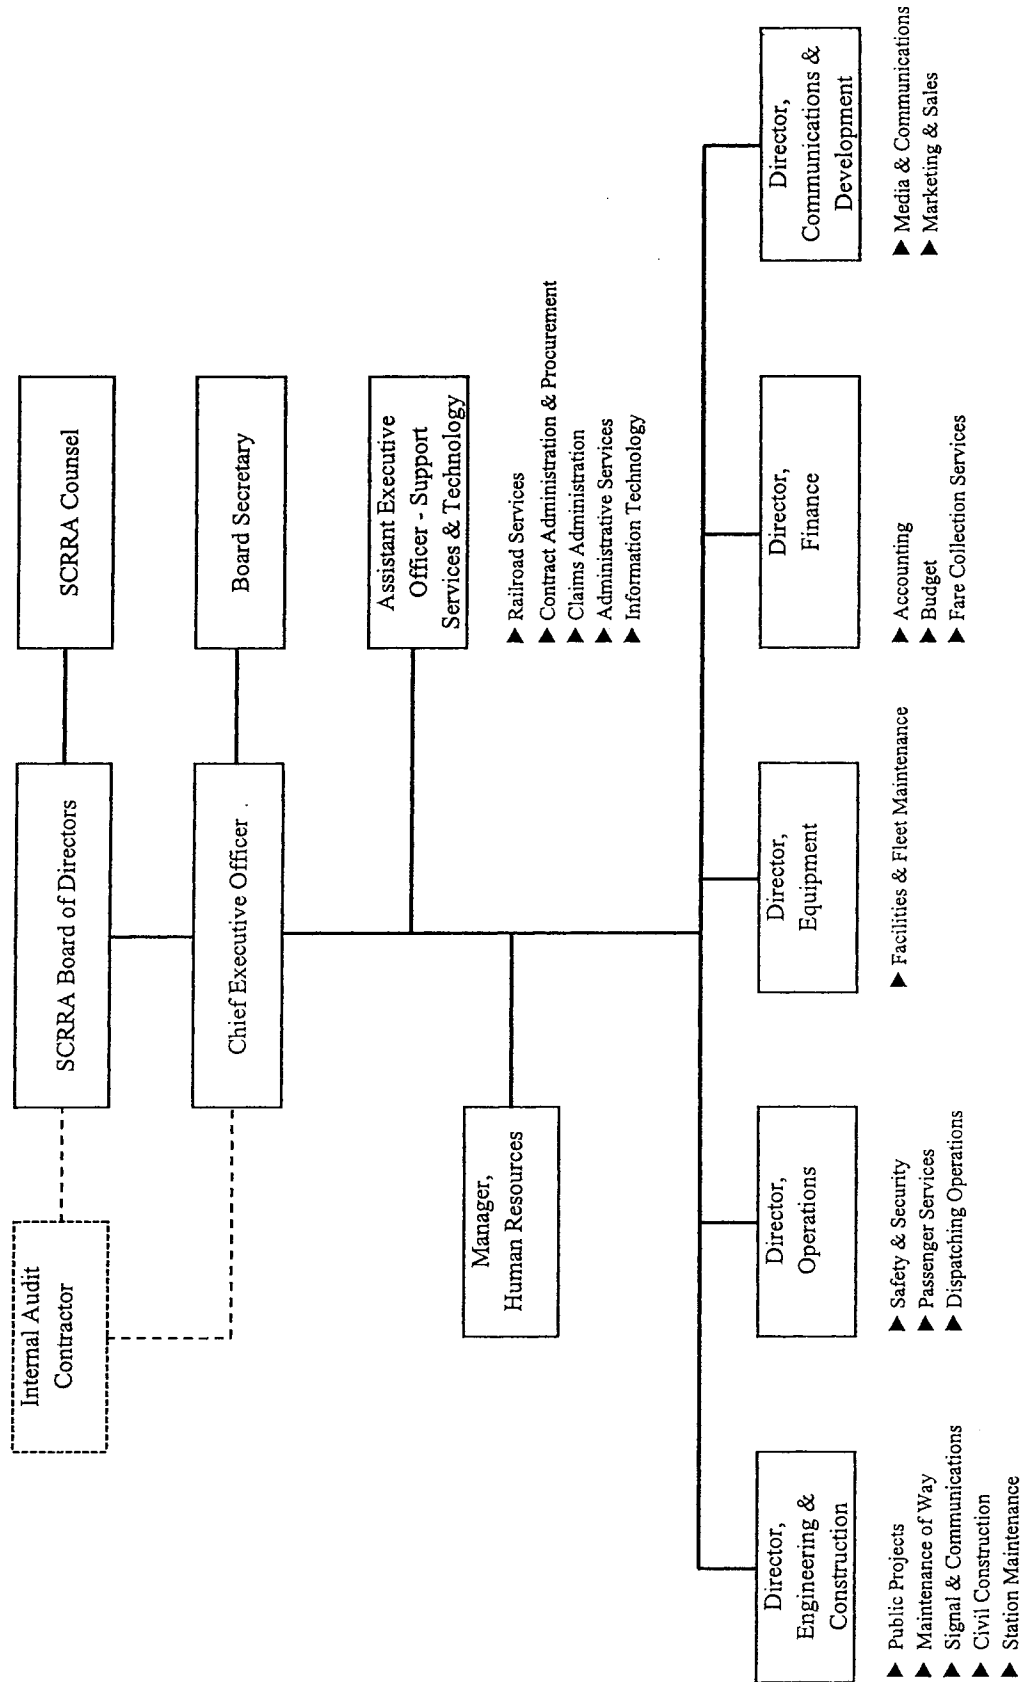 Internal Audit
Contractor
SCRRA Board of Directors
SCRRA Counsel
Chief Executive Officer
Board Secretary
Assistant Executive
Officer - Support
Services & Technology
▶ Railroad Services
▶ Contract Administration & Procurement
▶ Claims Administration
▶ Administrative Services
▶ Information Technology
Manager,
Human Resources
Director,
Engineering &
Construction
▶ Public Projects
▶ Maintenance of Way
▶ Signal & Communications
▶ Civil Construction
▶ Station Maintenance
Director,
Operations
▶ Safety & Security
▶ Passenger Services
▶ Dispatching Operations
Director,
Equipment
▶ Facilities & Fleet Maintenance
Director,
Finance
▶ Accounting
▶ Budget
▶ Fare Collection Services
Director,
Communications &
Development
▶ Media & Communications
▶ Marketing & Sales